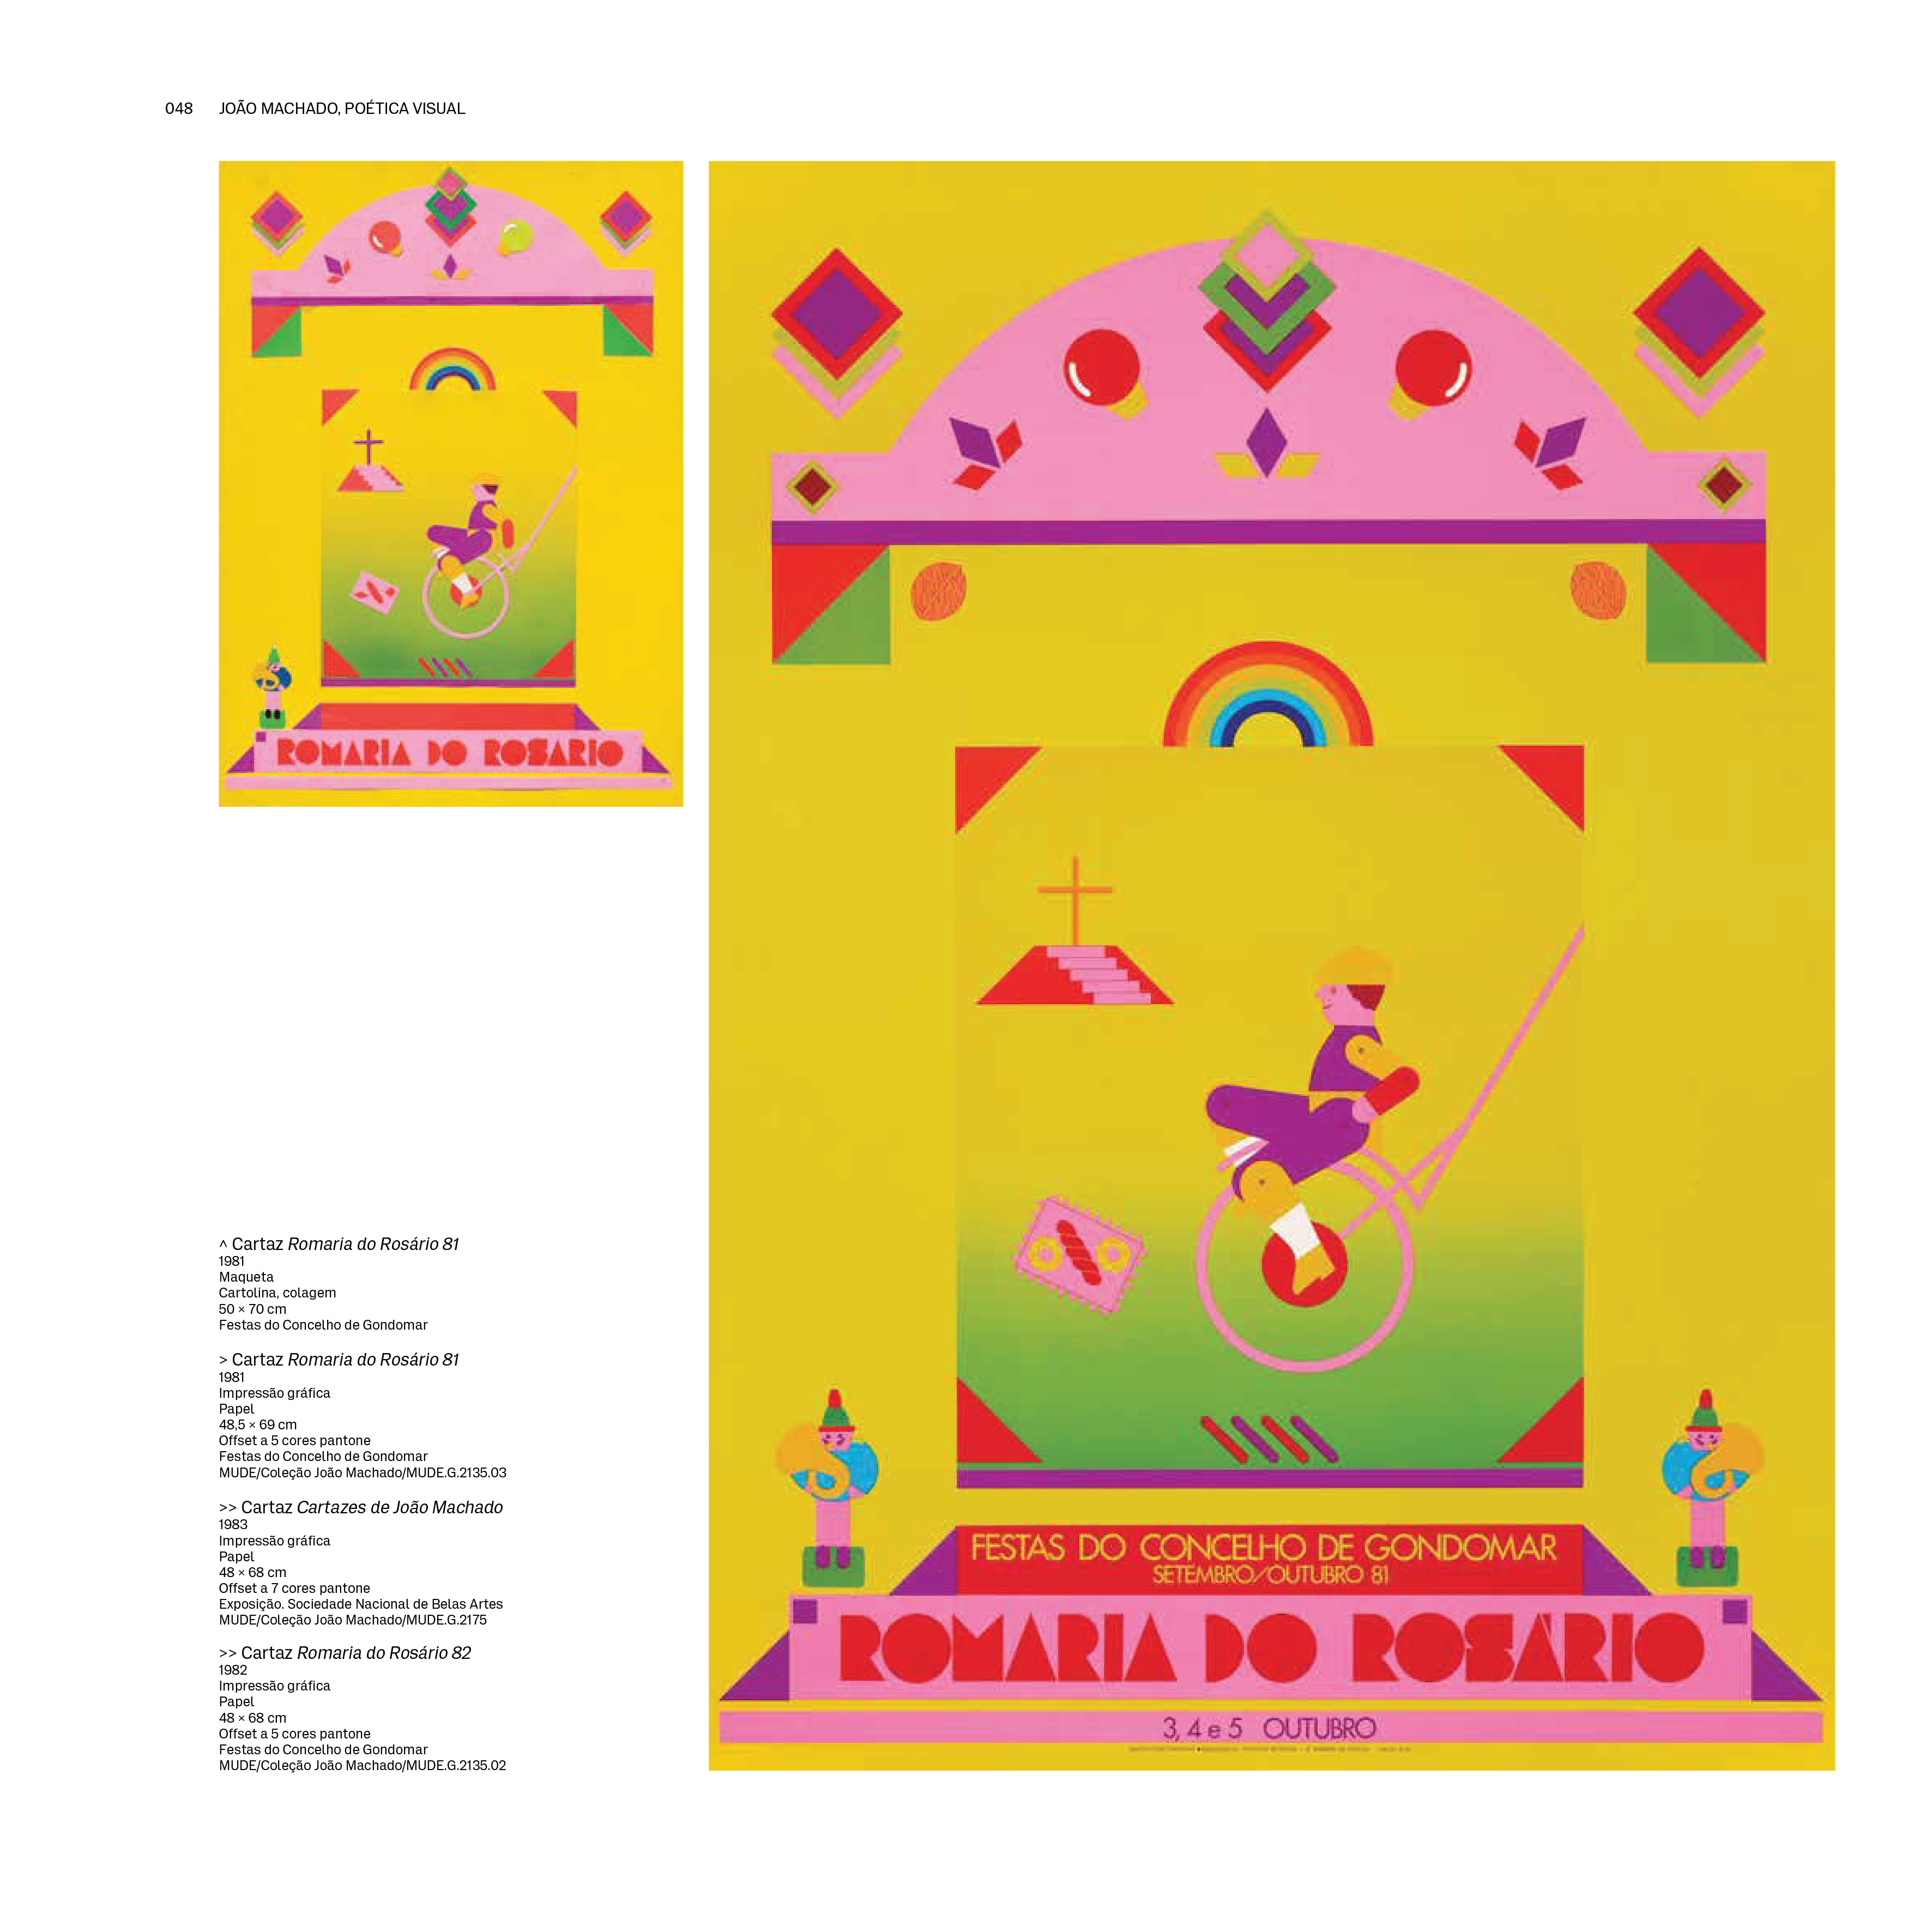 048 JOÃO MACHADO, POÉTICA VISUAL
ROMARIA DO ROSARIO
^ Cartaz Romaria do Rosário 81
1981
Maqueta
Cartolina, colagem
50 × 70 cm
Festas do Concelho de Gondomar
> Cartaz Romaria do Rosário 81
1981
Impressão gráfica
Papel
48,5 × 69 cm
Offset a 5 cores pantone
Festas do Concelho de Gondomar
MUDE/Coleção João Machado/MUDE.G.2135.03
>> Cartaz Cartazes de João Machado
1983
Impressão gráfica
Papel
48 × 68 cm
Offset a 7 cores pantone
Exposição. Sociedade Nacional de Belas Artes
MUDE/Coleção João Machado/MUDE.G.2175
>> Cartaz Romaria do Rosário 82
1982
Impressão gráfica
Papel
48 × 68 cm
Offset a 5 cores pantone
Festas do Concelho de Gondomar
MUDE/Coleção João Machado/MUDE.G.2135.02
FESTAS DO CONCELHO DE GONDOMAR
SETEMBRO/OUTUBRO 81
ROMARIA DO ROSÁRIO
3, 4 e 5 OUTUBRO